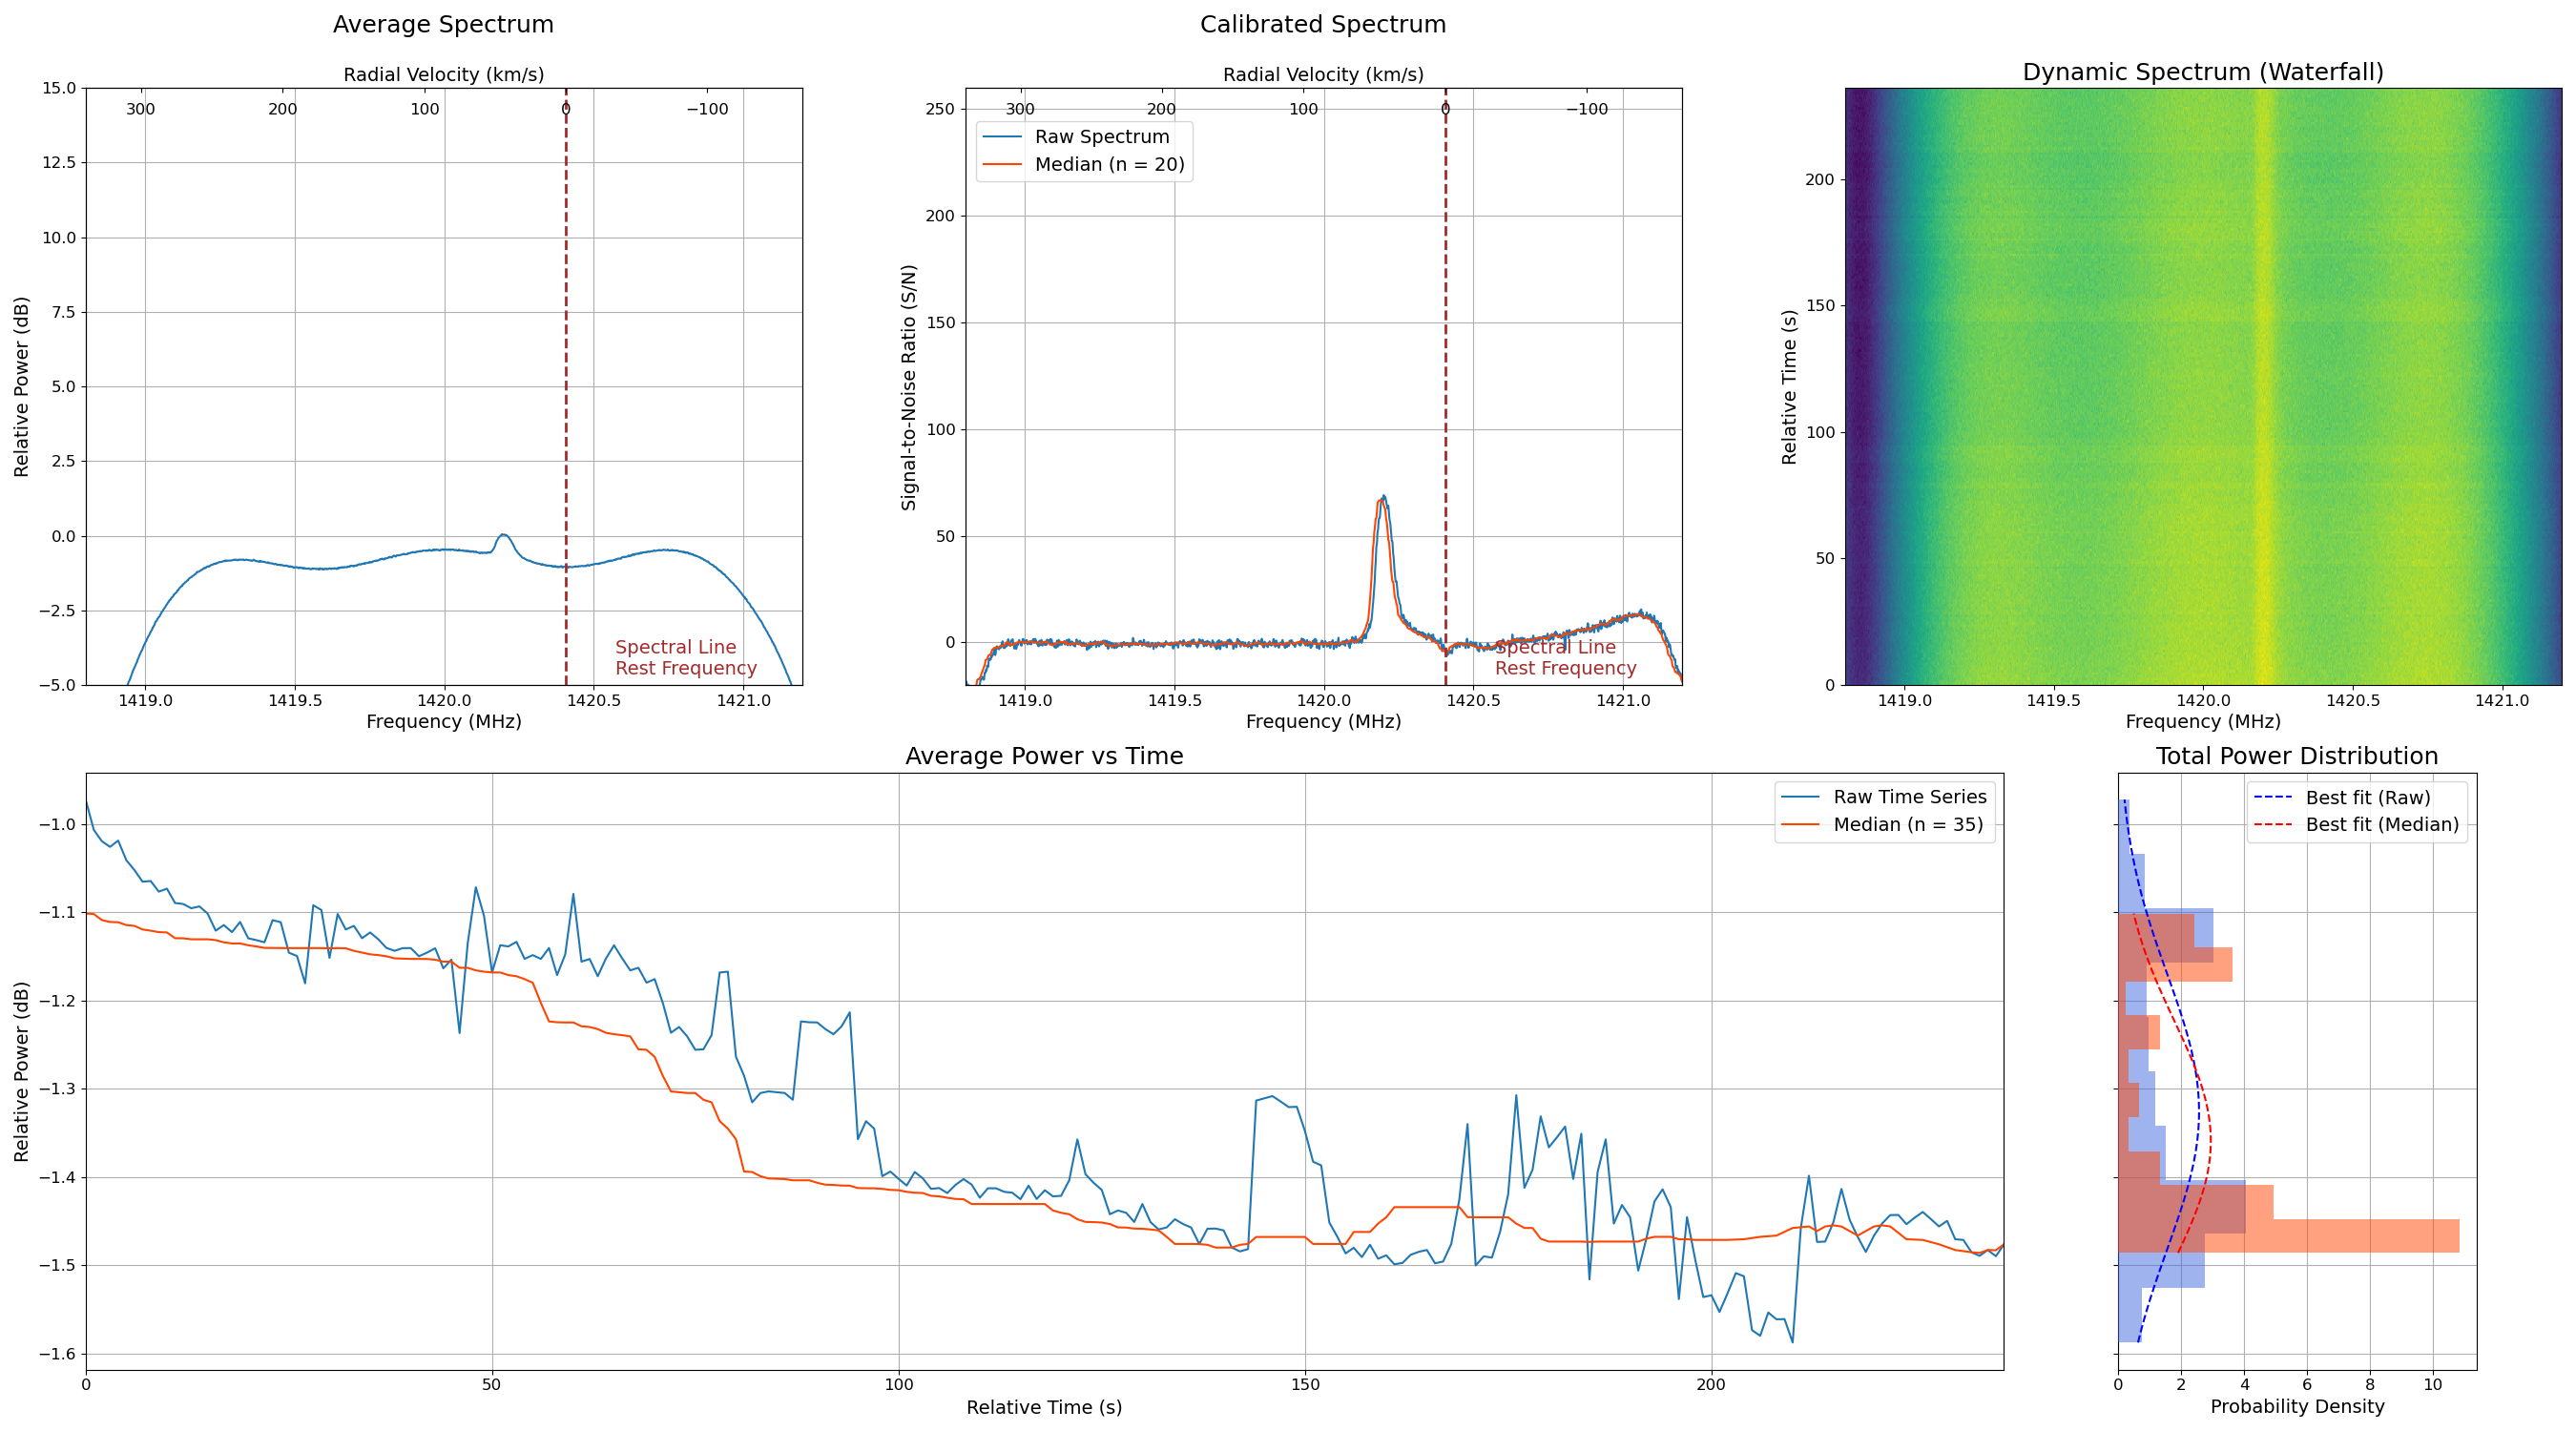 Average Spectrum
Radial Velocity (km/s)
300 200 100 0 −100
15.0
12.5
10.0
7.5
5.0
2.5
0.0
−2.5
−5.0
Relative Power (dB)
Spectral Line
Rest Frequency
1419.0 1419.5 1420.0 1420.5 1421.0
Frequency (MHz)
Calibrated Spectrum
Radial Velocity (km/s)
300 200 100 0 −100
Raw Spectrum
Median (n = 20)
250
200
150
100
50
0
Signal-to-Noise Ratio (S/N)
Spectral Line
Rest Frequency
1419.0 1419.5 1420.0 1420.5 1421.0
Frequency (MHz)
Dynamic Spectrum (Waterfall)
200
150
100
50
0
Relative Time (s)
1419.0 1419.5 1420.0 1420.5 1421.0
Frequency (MHz)
Average Power vs Time
Raw Time Series
Median (n = 35)
−1.0
−1.1
−1.2
−1.3
−1.4
−1.5
−1.6
Relative Power (dB)
0 50 100 150 200
Relative Time (s)
Total Power Distribution
Best fit (Raw)
Best fit (Median)
0 2 4 6 8 10
Probability Density